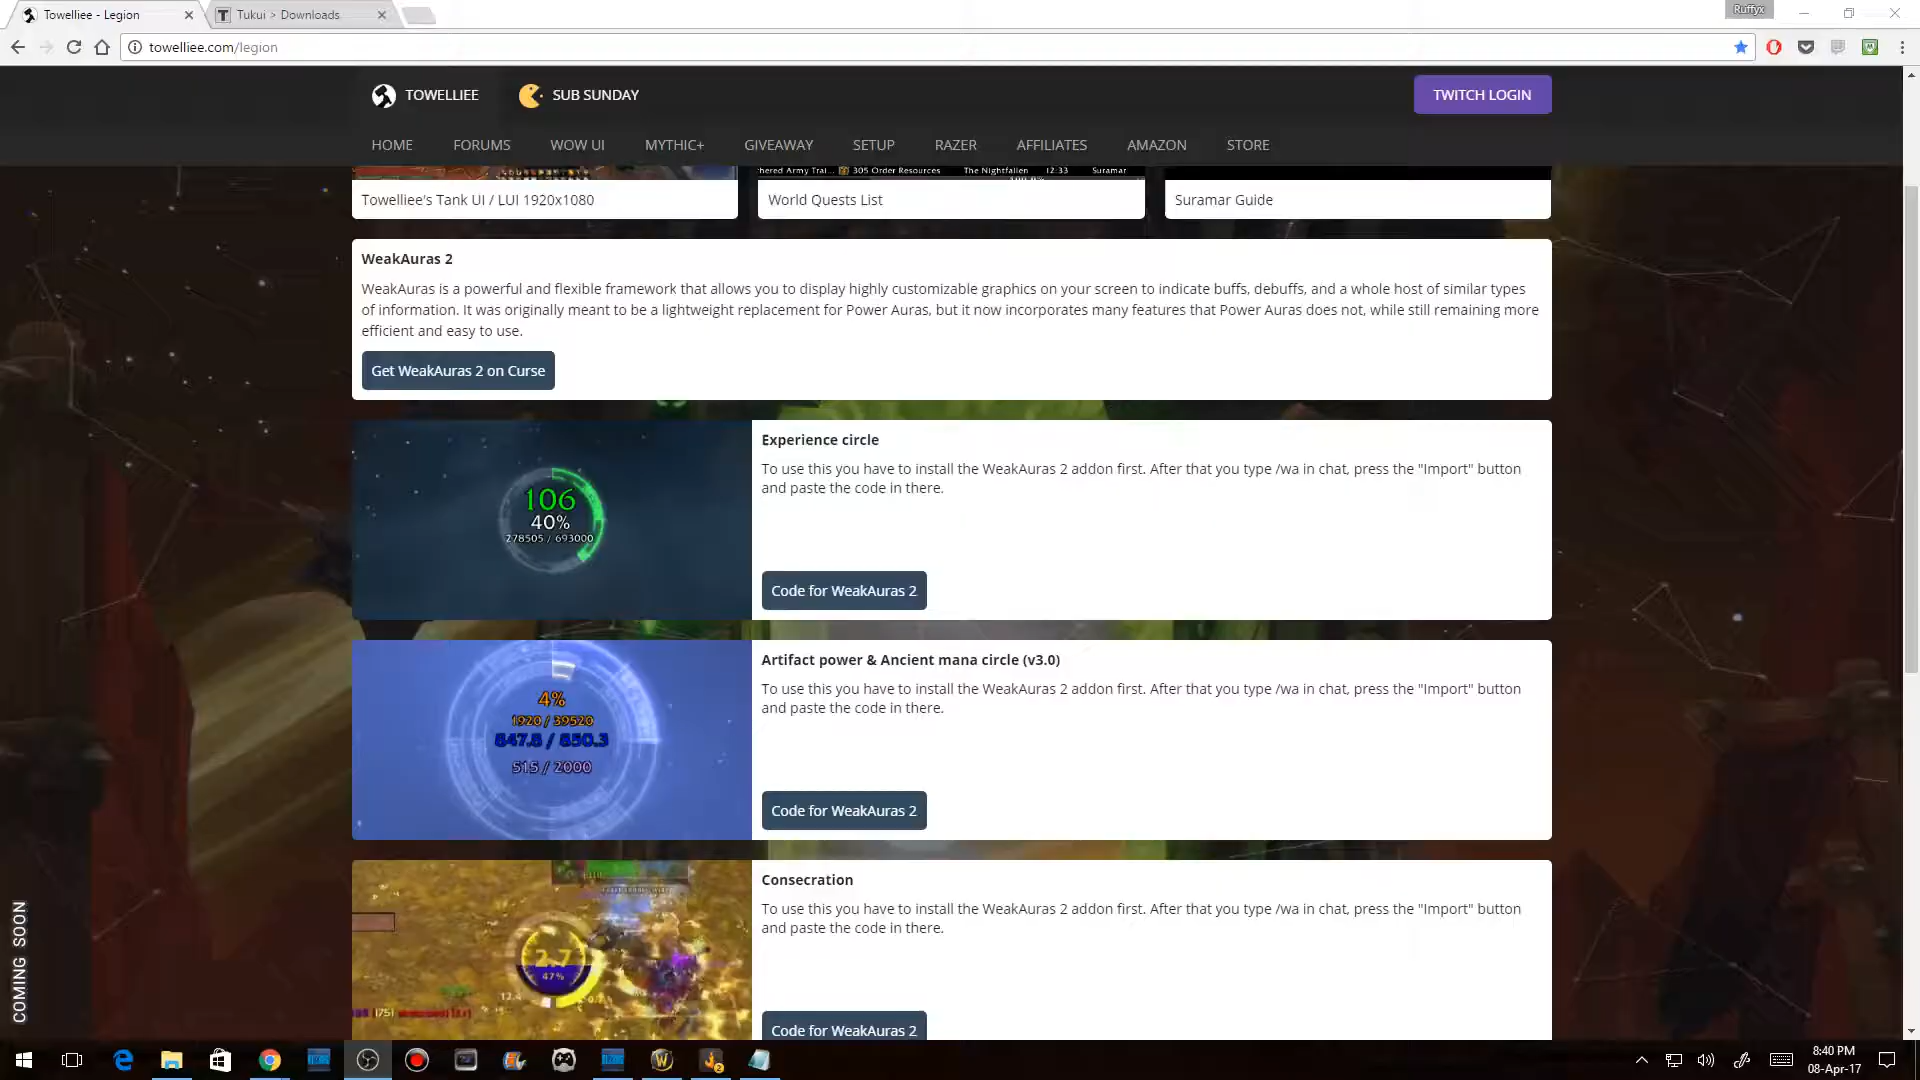 Towelliee - Legion
Tukui > Downloads
Ruffyx
towelliee.com/legion
TOWELLIEE
SUB SUNDAY
TWITCH LOGIN
HOME FORUMS WOW UI MYTHIC+ GIVEAWAY SETUP RAZER AFFILIATES AMAZON STORE
hered Army Trai... 305 Order Resources The Nightfallen 12:33 Suramar
Towelliee's Tank UI / LUI 1920x1080
World Quests List
Suramar Guide
WeakAuras 2
WeakAuras is a powerful and flexible framework that allows you to display highly customizable graphics on your screen to indicate buffs, debuffs, and a whole host of similar types
of information. It was originally meant to be a lightweight replacement for Power Auras, but it now incorporates many features that Power Auras does not, while still remaining more
efficient and easy to use.
Get WeakAuras 2 on Curse
106
40%
278505 / 693000
Experience circle
To use this you have to install the WeakAuras 2 addon first. After that you type /wa in chat, press the "Import" button
and paste the code in there.
Code for WeakAuras 2
4%
1920 / 39520
847.8 / 850.3
515 / 2000
Artifact power & Ancient mana circle (v3.0)
To use this you have to install the WeakAuras 2 addon first. After that you type /wa in chat, press the "Import" button
and paste the code in there.
Code for WeakAuras 2
2.7
47%
12.4
Consecration
To use this you have to install the WeakAuras 2 addon first. After that you type /wa in chat, press the "Import" button
and paste the code in there.
Code for WeakAuras 2
COMING SOON
8:40 PM
08-Apr-17